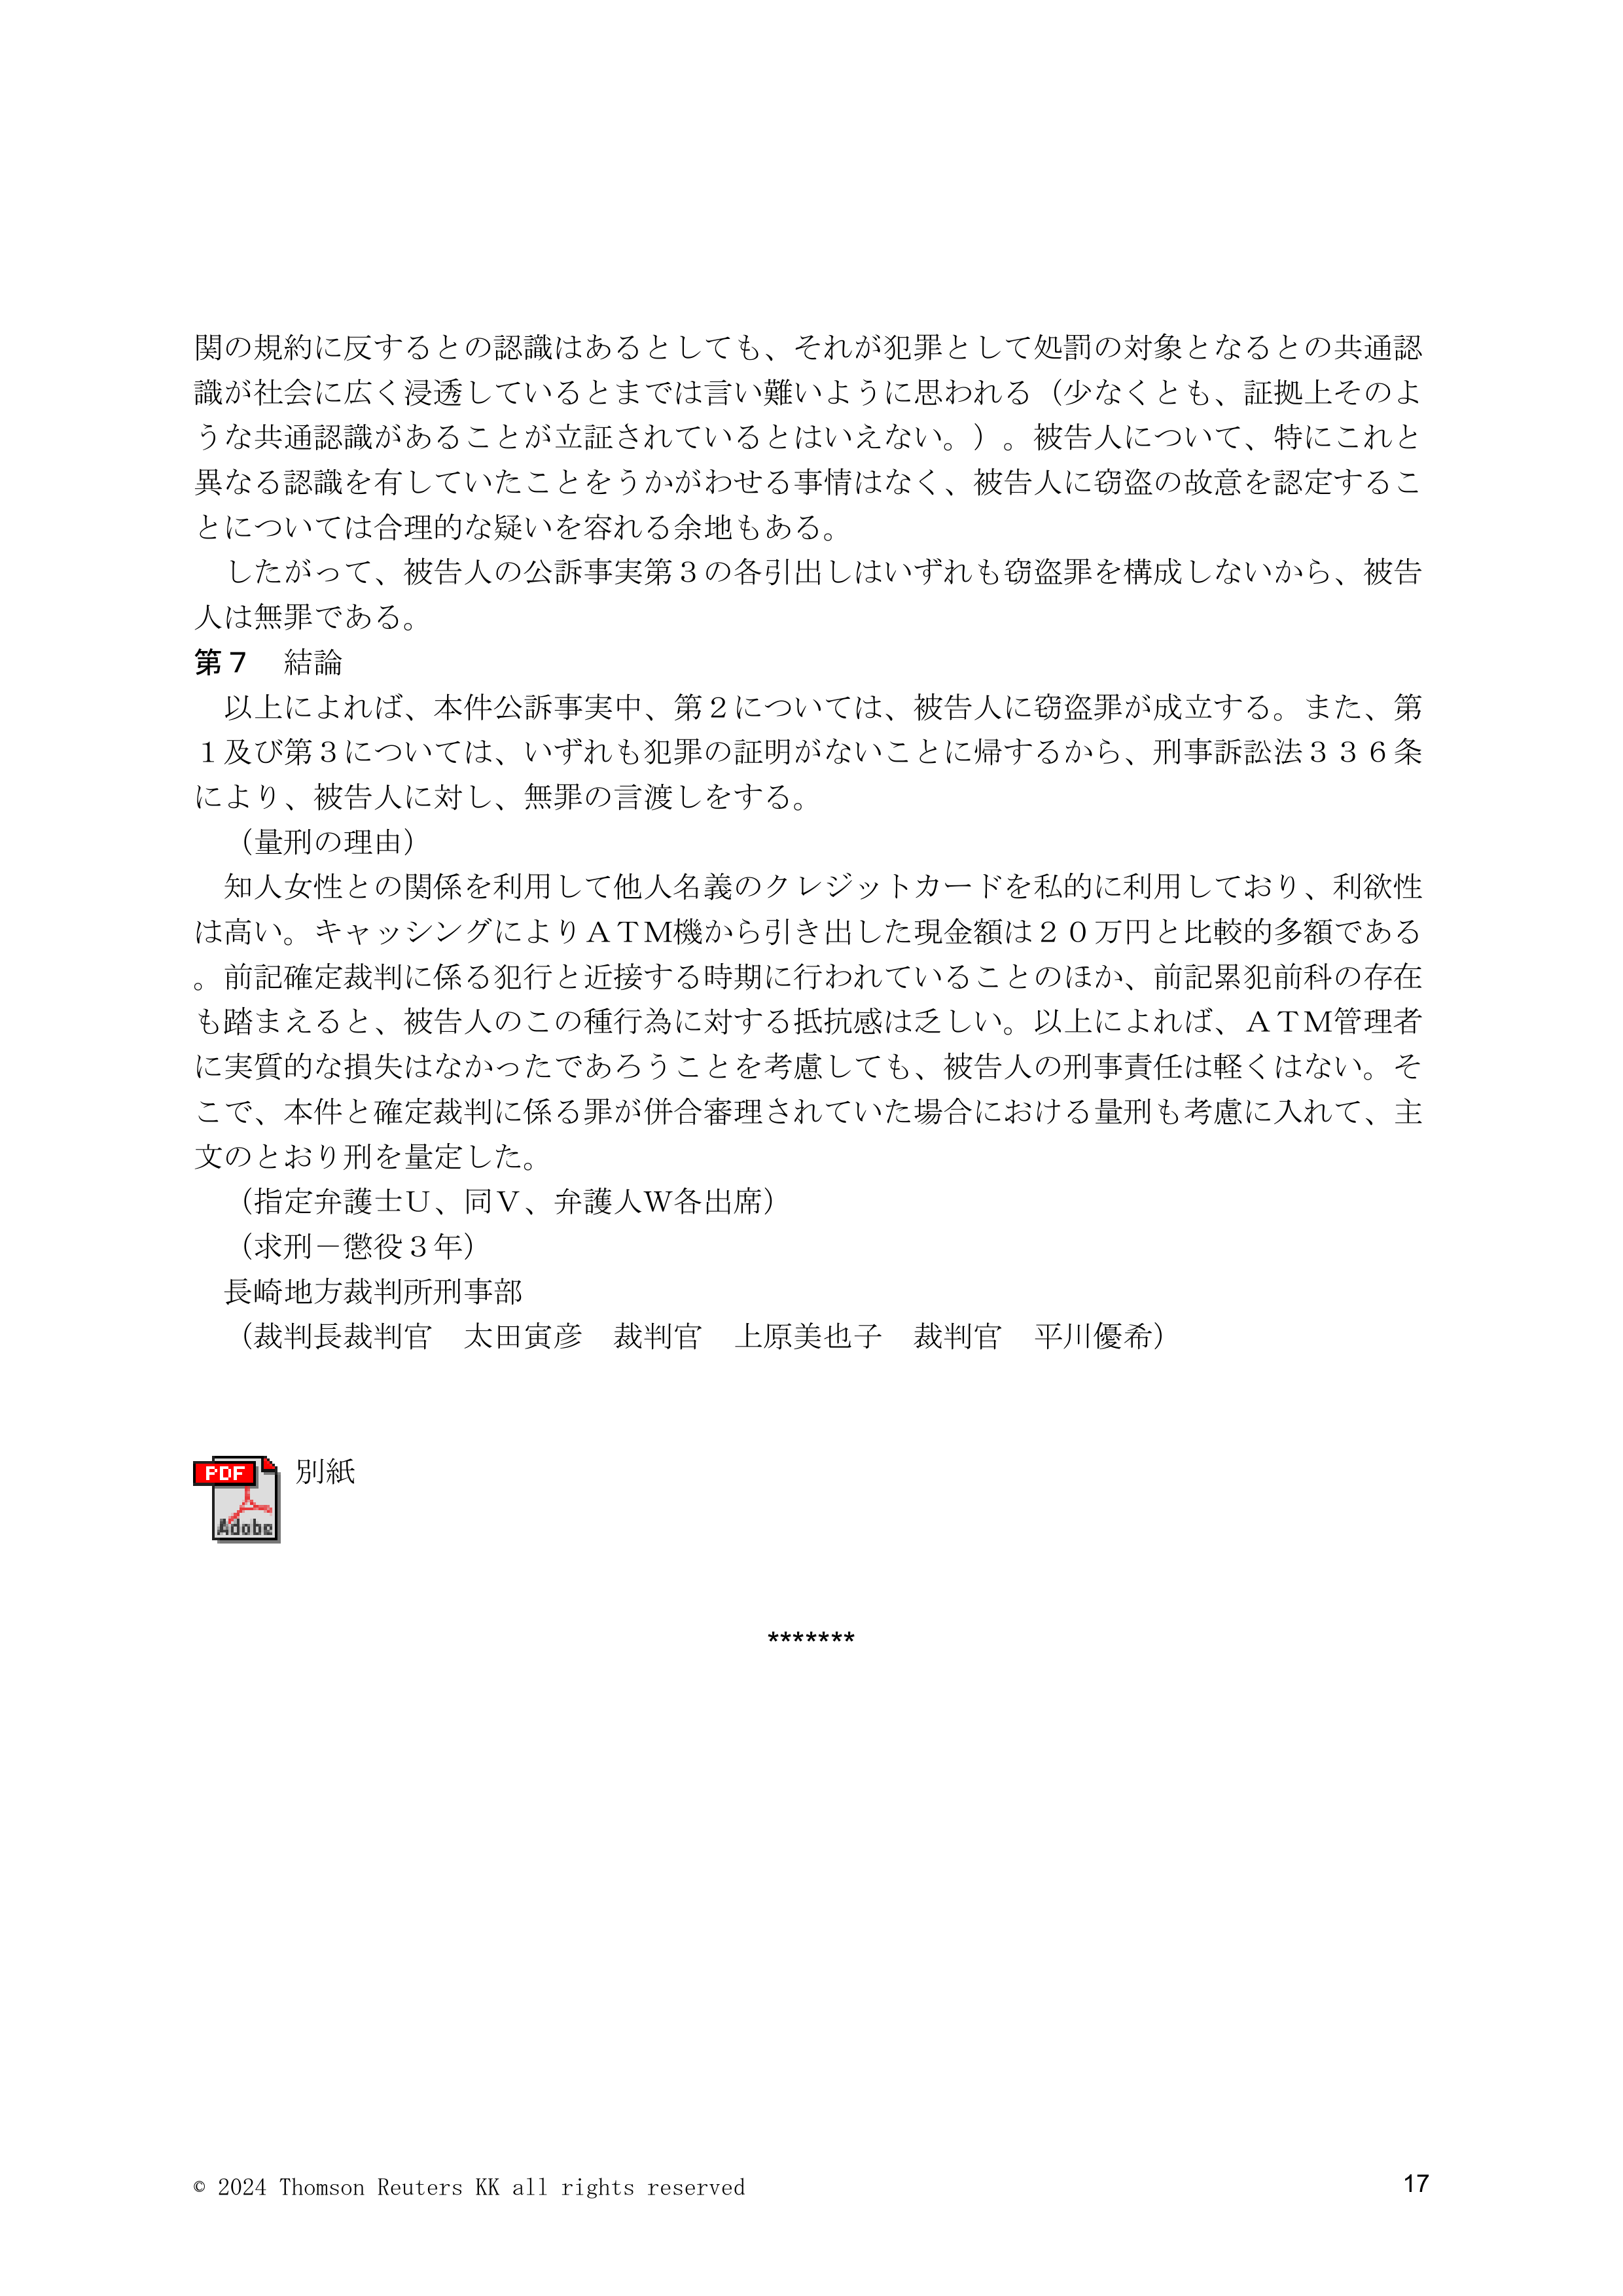 関の規約に反するとの認識はあるとしても、それが犯罪として処罰の対象となるとの共通認
識が社会に広く浸透しているとまでは言い難いように思われる（少なくとも、証拠上そのよ
うな共通認識があることが立証されているとはいえない。）。被告人について、特にこれと
異なる認識を有していたことをうかがわせる事情はなく、被告人に窃盗の故意を認定するこ
とについては合理的な疑いを容れる余地もある。
　したがって、被告人の公訴事実第３の各引出しはいずれも窃盗罪を構成しないから、被告
人は無罪である。
第７　結論
　以上によれば、本件公訴事実中、第２については、被告人に窃盗罪が成立する。また、第
１及び第３については、いずれも犯罪の証明がないことに帰するから、刑事訴訟法３３６条
により、被告人に対し、無罪の言渡しをする。
　（量刑の理由）
　知人女性との関係を利用して他人名義のクレジットカードを私的に利用しており、利欲性
は高い。キャッシングによりＡＴＭ機から引き出した現金額は２０万円と比較的多額である
。前記確定裁判に係る犯行と近接する時期に行われていることのほか、前記累犯前科の存在
も踏まえると、被告人のこの種行為に対する抵抗感は乏しい。以上によれば、ＡＴＭ管理者
に実質的な損失はなかったであろうことを考慮しても、被告人の刑事責任は軽くはない。そ
こで、本件と確定裁判に係る罪が併合審理されていた場合における量刑も考慮に入れて、主
文のとおり刑を量定した。
　（指定弁護士Ｕ、同Ｖ、弁護人Ｗ各出席）
　（求刑－懲役３年）
　長崎地方裁判所刑事部
　（裁判長裁判官　太田寅彦　裁判官　上原美也子　裁判官　平川優希）
PDF
Adobe
別紙
*******
© 2024 Thomson Reuters KK all rights reserved
17